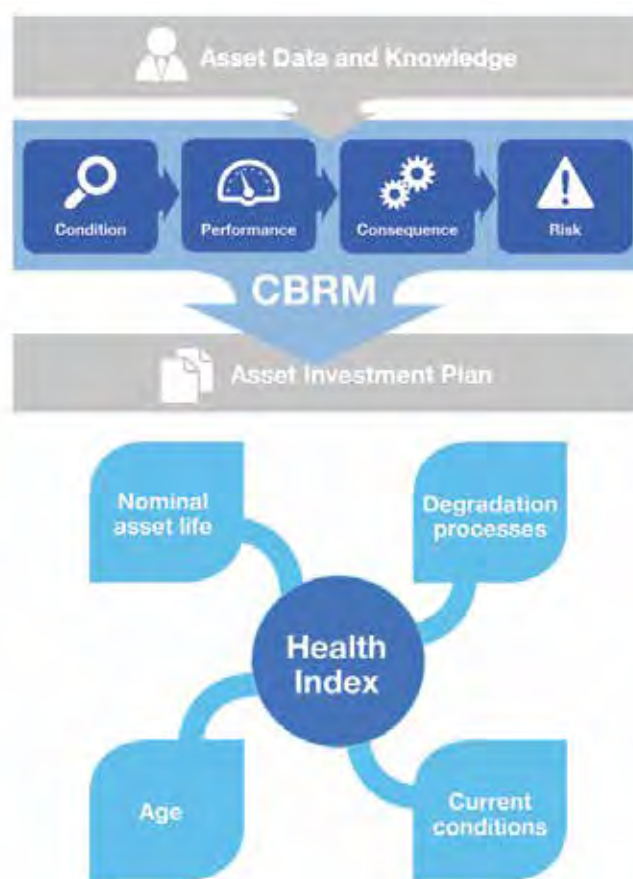 Asset Data and Knowledge
Condition
Performance
Consequence
Risk
CBRM
Asset Investment Plan
Nominal
asset life
Degradation
processes
Health
Index
Age
Current
conditions